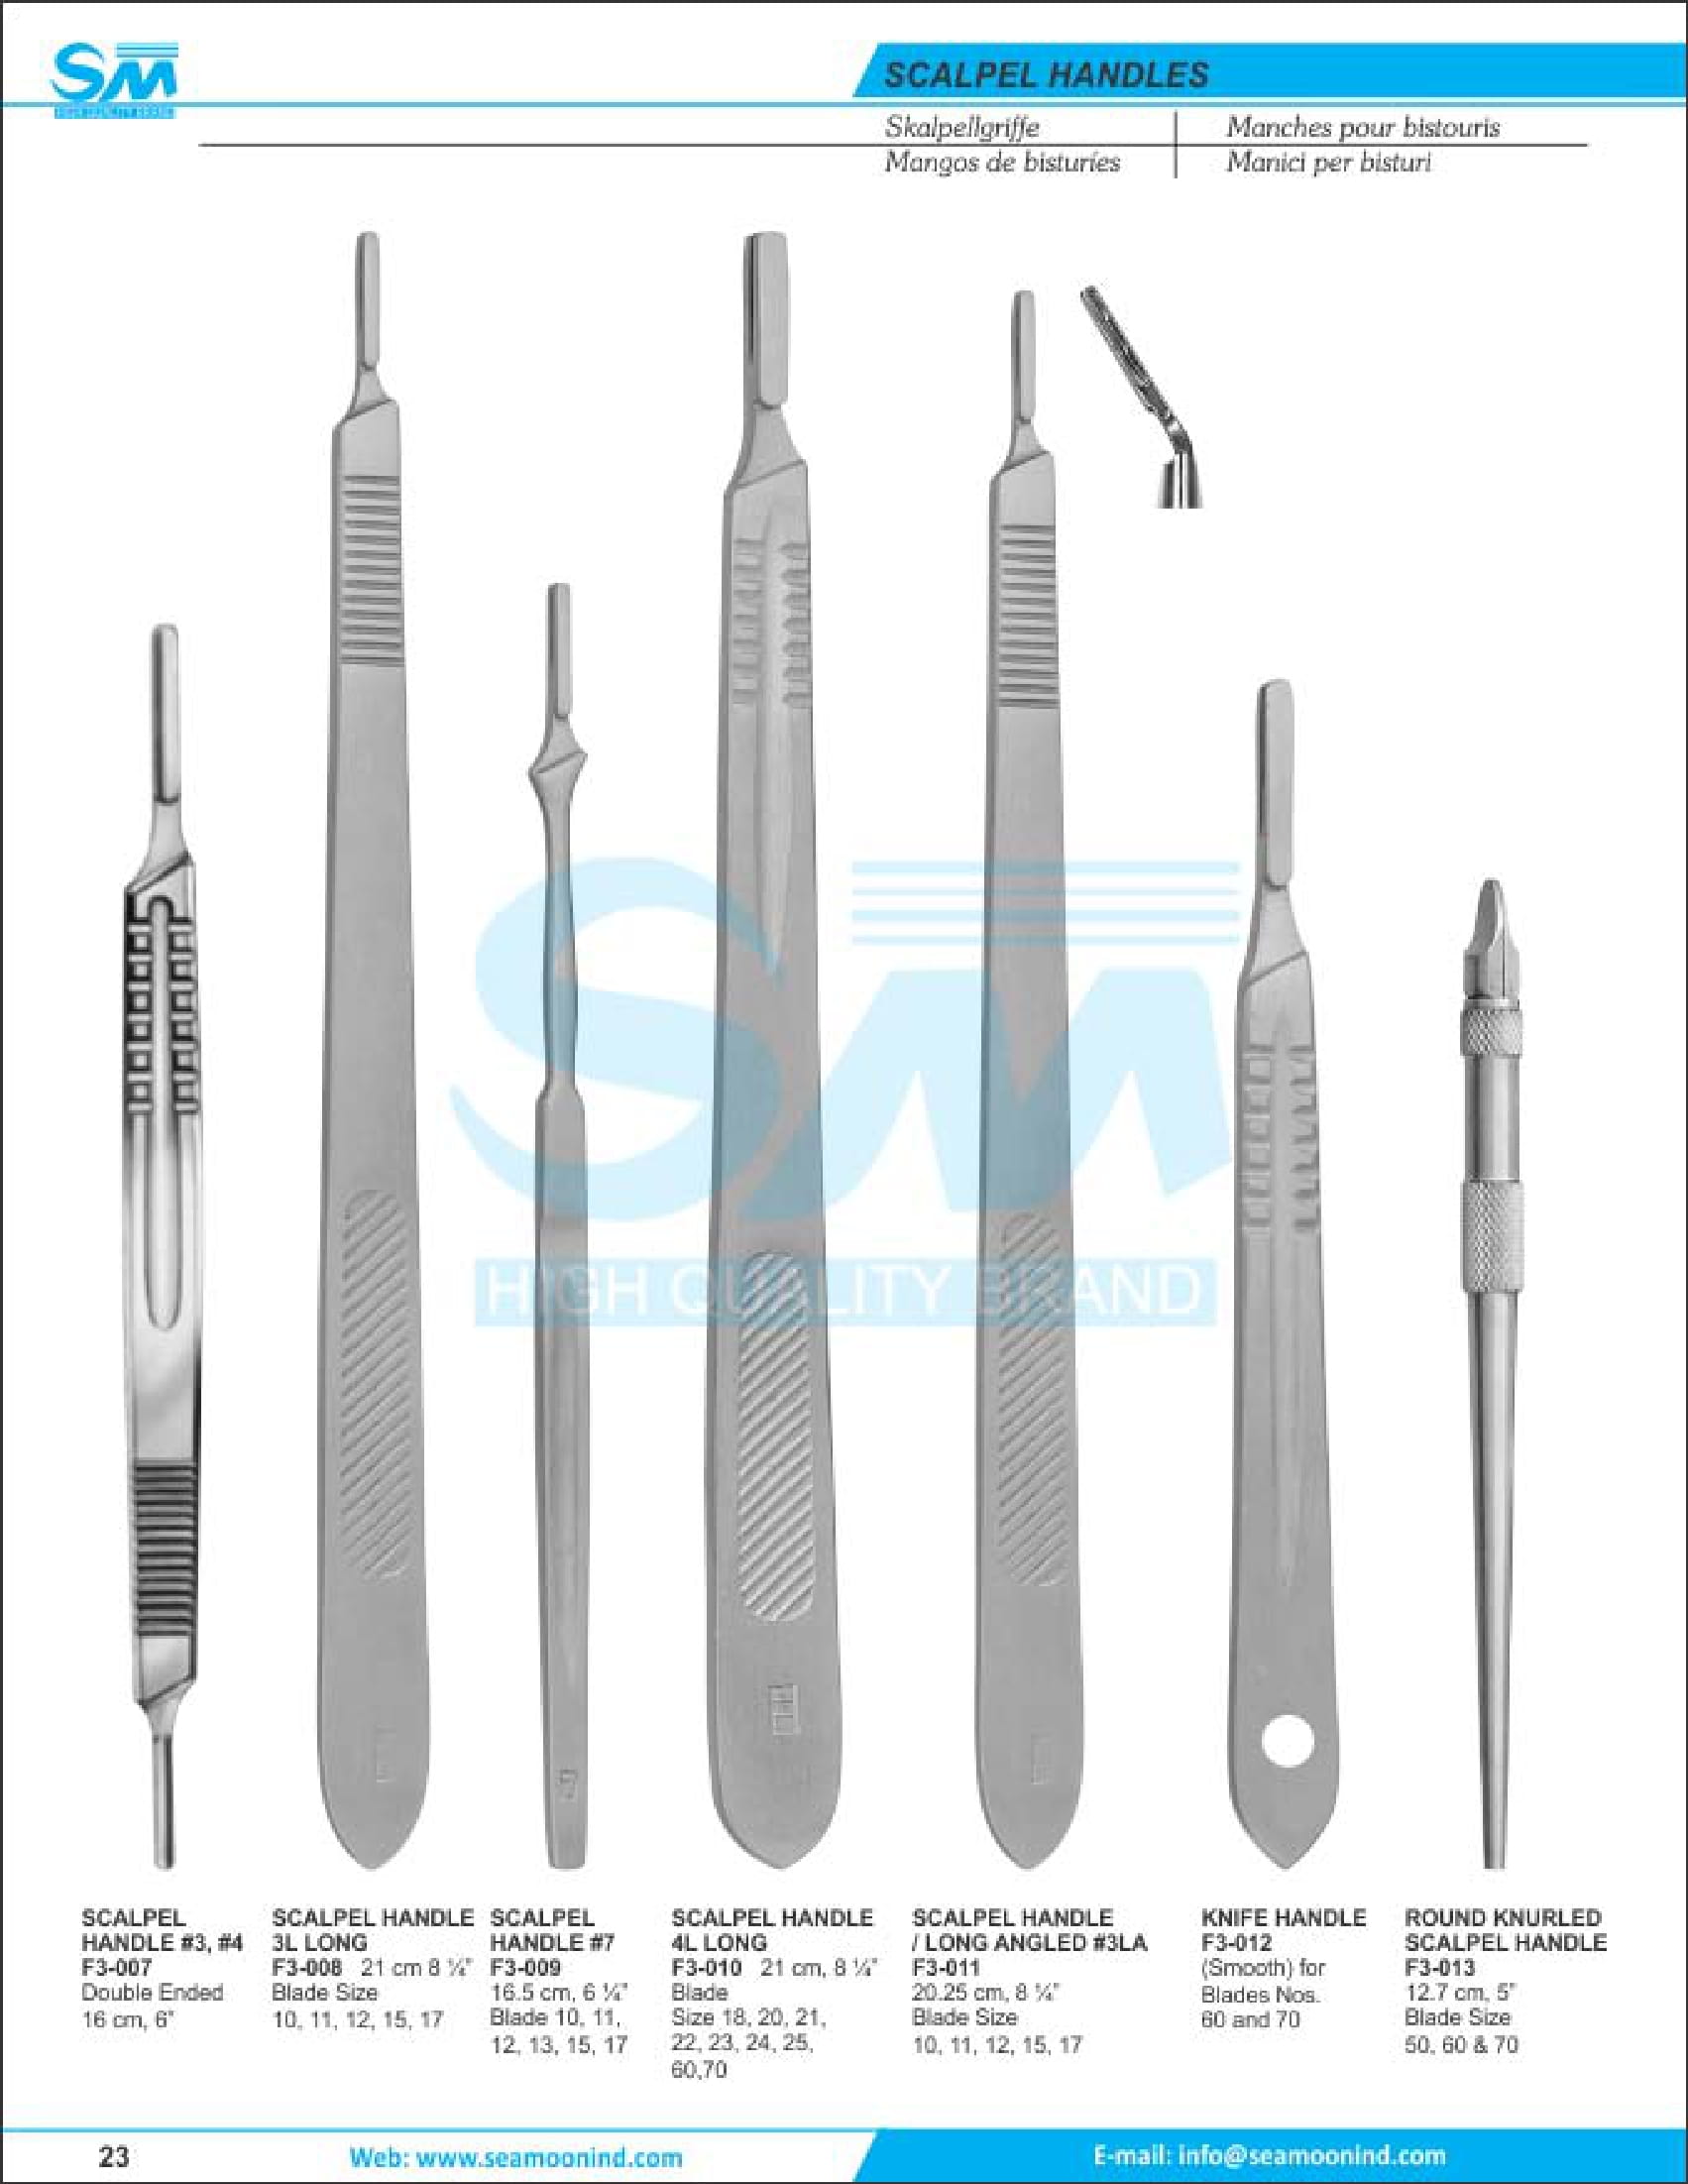 SM
SCALPEL HANDLES
Skalpellgriffe
Manches pour bistouris
Mangos de bisturíes
Manici per bisturi
SM
HIGH QUALITY BRAND
SCALPEL
HANDLE #3, #4
F3-007
Double Ended
16 cm, 6"
SCALPEL HANDLE
3L LONG
F3-008 21 cm 8 ¼"
Blade Size
10, 11, 12, 15, 17
SCALPEL
HANDLE #7
F3-009
16.5 cm, 6 ¼"
Blade 10, 11,
12, 13, 15, 17
SCALPEL HANDLE
4L LONG
F3-010 21 cm, 8 ¼"
Blade
Size 18, 20, 21,
22, 23, 24, 25,
60,70
SCALPEL HANDLE
/ LONG ANGLED #3LA
F3-011
20.25 cm, 8 ¼"
Blade Size
10, 11, 12, 15, 17
KNIFE HANDLE
F3-012
(Smooth) for
Blades Nos.
60 and 70
ROUND KNURLED
SCALPEL HANDLE
F3-013
12.7 cm, 5"
Blade Size
50, 60 & 70
23
Web: www.seamoonind.com
E-mail: info@seamoonind.com